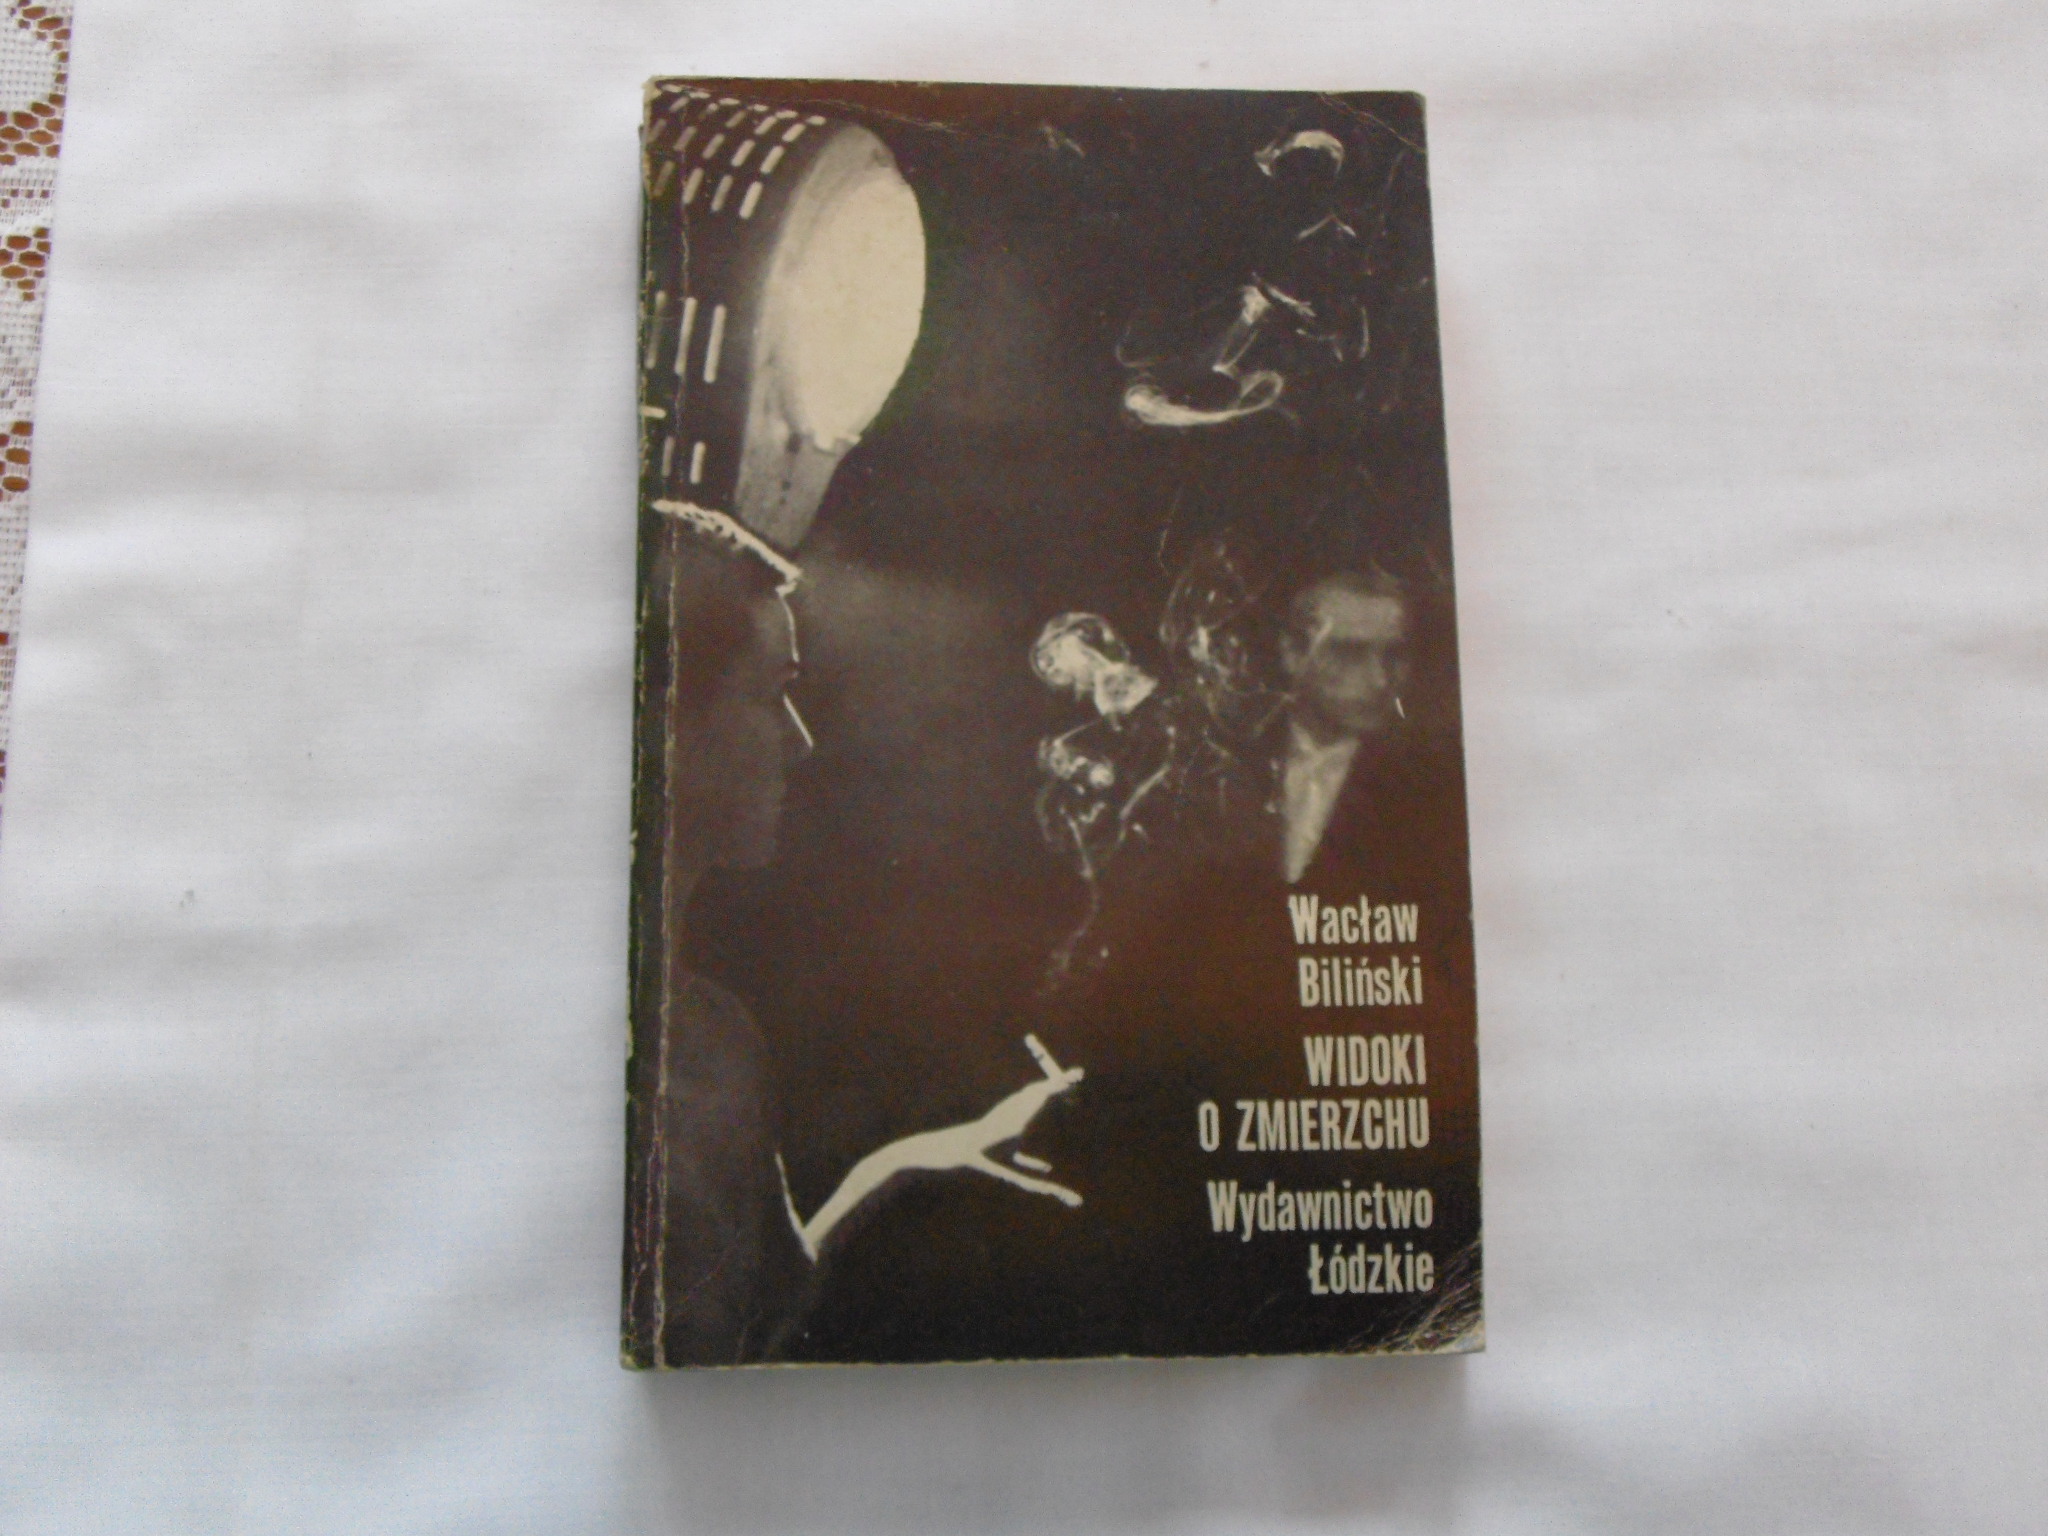 Wacław
Biliński
WIDOKI
O ZMIERZCHU
Wydawnictwo
Łódzkie